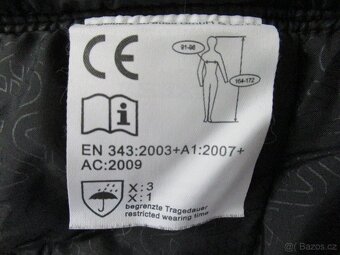 CE
91-96
164-172
i
EN 343:2003+A1:2007+
AC:2009
X: 3
X: 1
begrenzte Tragedauer
restricted wearing time
Bazos.cz